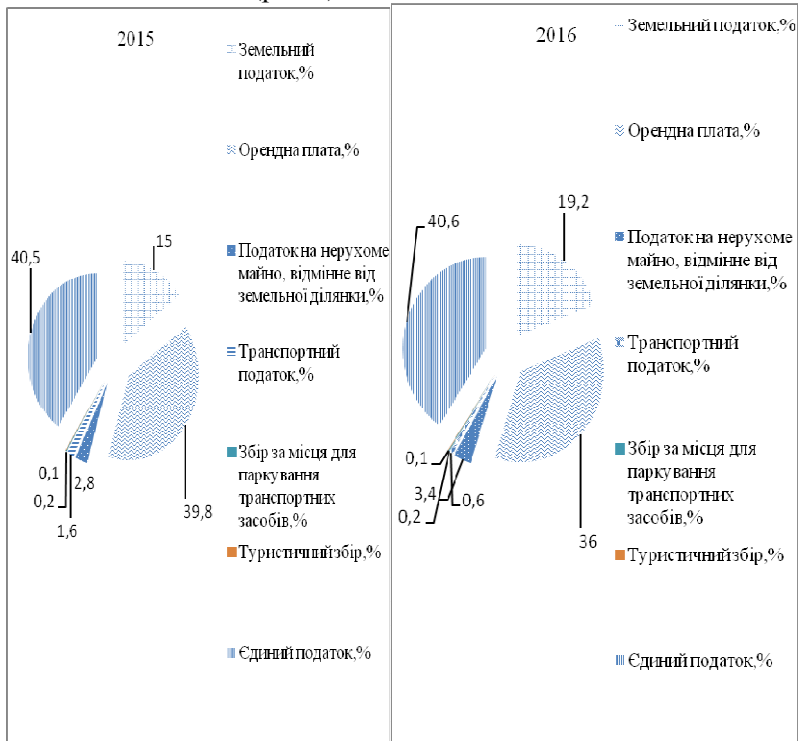 2015
Земельний
податок,%
Орендна плата,%
Податок на нерухоме
майно, відмінне від
земельної ділянки,%
Транспортний
податок,%
Збір за місця для
паркування
транспортних
засобів,%
Туристичний збір,%
Єдиний податок,%
15
40,5
39,8
2,8
0,1
0,2
1,6
2016
Земельний податок,%
Орендна плата,%
Податок на нерухоме
майно, відмінне від
земельної ділянки,%
Транспортний
податок,%
Збір за місця для
паркування
транспортних
засобів,%
Туристичний збір,%
Єдиний податок,%
19,2
40,6
36
0,1
3,4
0,6
0,2